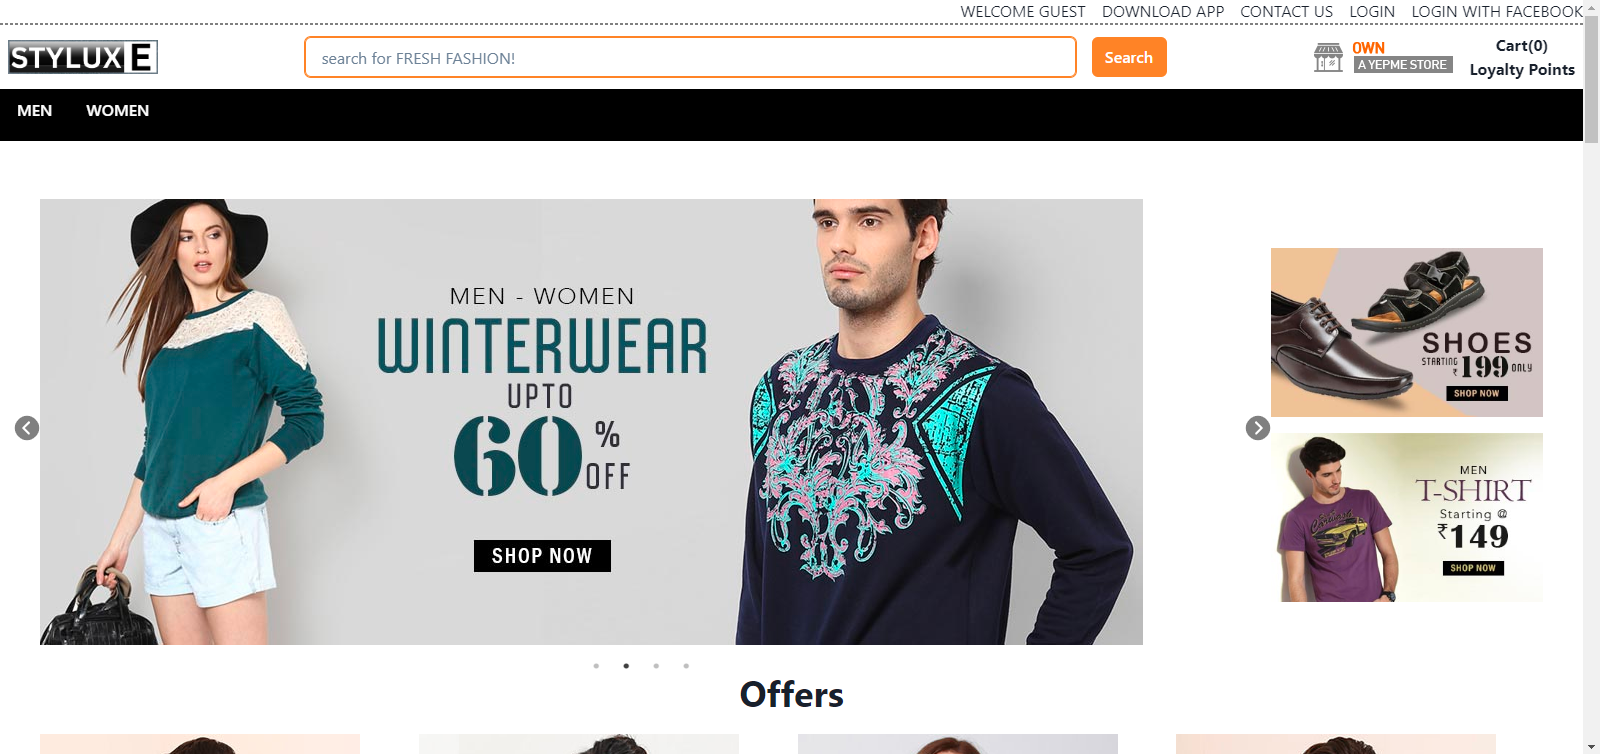 WELCOME GUEST DOWNLOAD APP CONTACT US LOGIN LOGIN WITH FACEBOOK
STYLUXE
search for FRESH FASHION!
Search
OWN
A YEPME STORE
Cart(0)
Loyalty Points
MEN WOMEN
MEN - WOMEN
WINTERWEAR
UPTO
60%
OFF
SHOP NOW
SHOES
STARTING ₹ 199 ONLY
SHOP NOW
MEN
T-SHIRT
Starting @
₹149
SHOP NOW
Offers